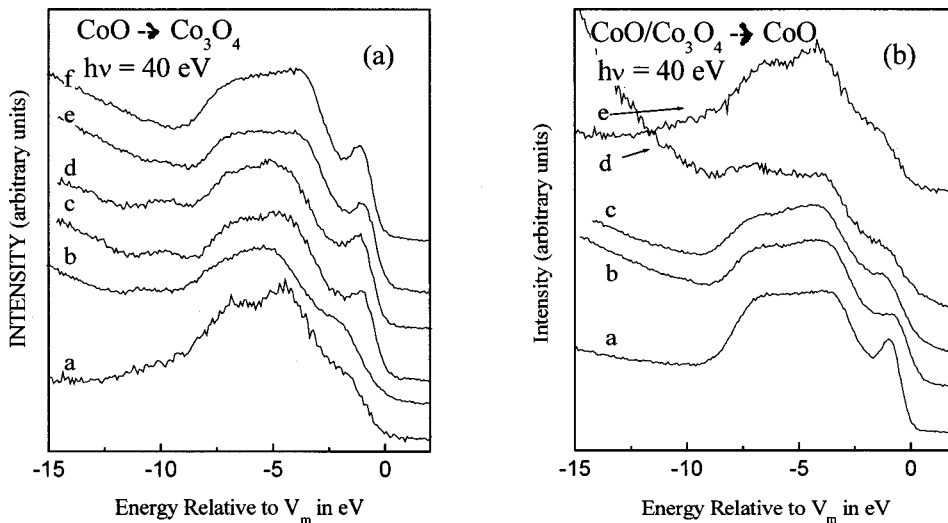 CoO → Co3O4
hν = 40 eV
(a)
f
e
d
c
b
a
INTENSITY (arbitrary units)
-15 -10 -5 0
Energy Relative to Vm in eV
CoO/Co3O4 → CoO
hν = 40 eV
(b)
e
d
c
b
a
Intensity (arbitrary units)
-15 -10 -5 0
Energy Relative to Vm in eV